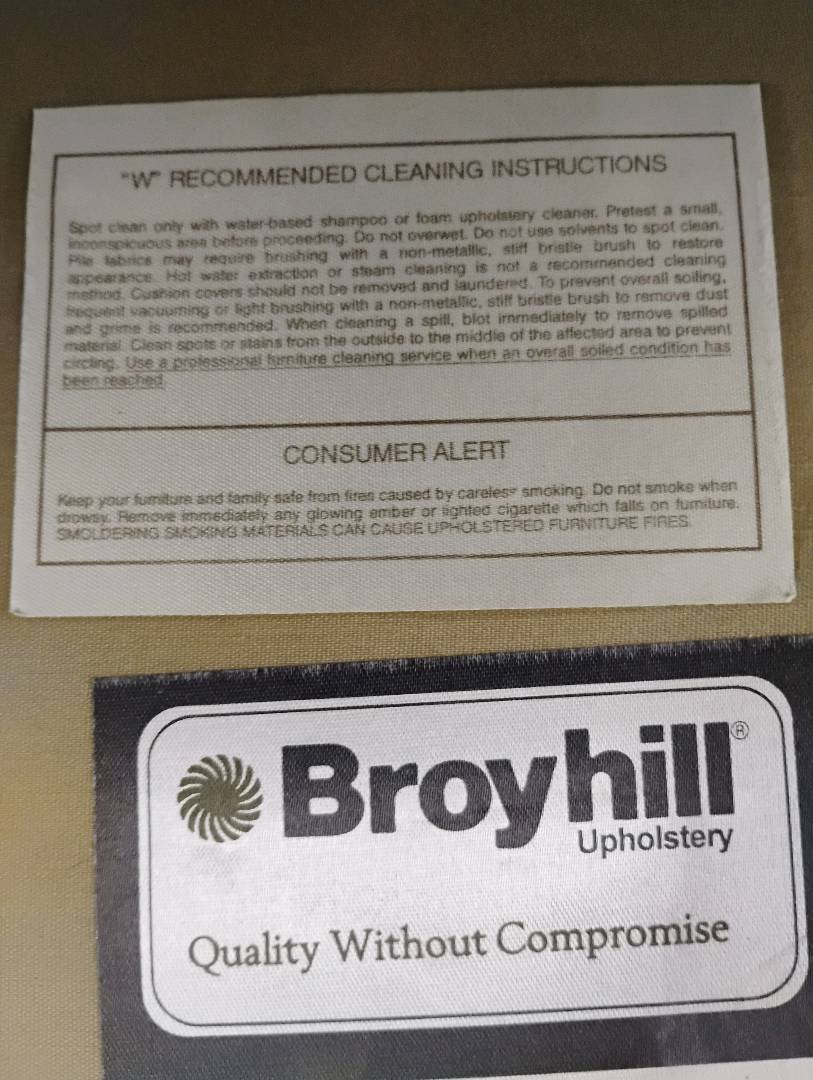 "W" RECOMMENDED CLEANING INSTRUCTIONS
Spot clean only with water-based shampoo or foam upholstery cleaner. Pretest a small,
inconspicuous area before proceeding. Do not overwet. Do not use solvents to spot clean.
Pile fabrics may require brushing with a non-metallic, stiff bristle brush to restore
appearance. Hot water extraction or steam cleaning is not a recommended cleaning
method. Cushion covers should not be removed and laundered. To prevent overall soiling,
frequent vacuuming or light brushing with a non-metallic, stiff bristle brush to remove dust
and grime is recommended. When cleaning a spill, blot immediately to remove spilled
material. Clean spots or stains from the outside to the middle of the affected area to prevent
circling. Use a professional furniture cleaning service when an overall soiled condition has
been reached.
CONSUMER ALERT
Keep your furniture and family safe from fires caused by careless smoking. Do not smoke when
drowsy. Remove immediately any glowing ember or lighted cigarette which falls on furniture.
SMOLDERING SMOKING MATERIALS CAN CAUSE UPHOLSTERED FURNITURE FIRES.
Broyhill®
Upholstery
Quality Without Compromise